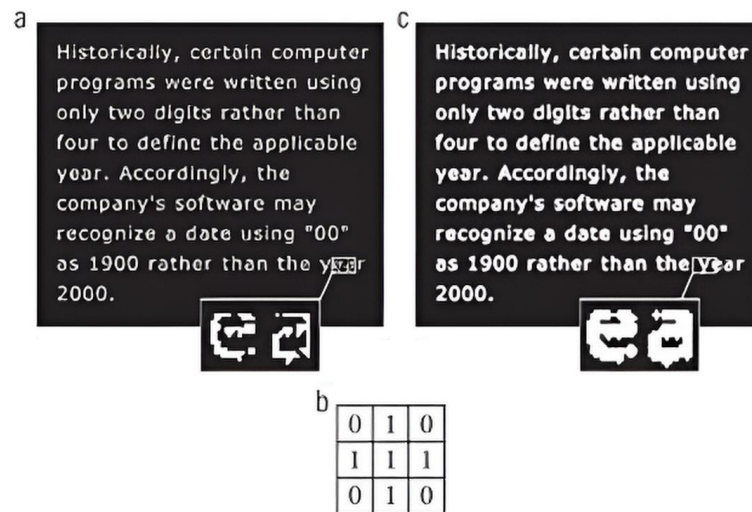 a
Historically, certain computer
programs were written using
only two digits rather than
four to define the applicable
year. Accordingly, the
company's software may
recognize a date using "00"
as 1900 rather than the year
2000.
e a
c
Historically, certain computer
programs were written using
only two digits rather than
four to define the applicable
year. Accordingly, the
company's software may
recognize a date using "00"
as 1900 rather than the year
2000.
e a
b
0 1 0
1 1 1
0 1 0